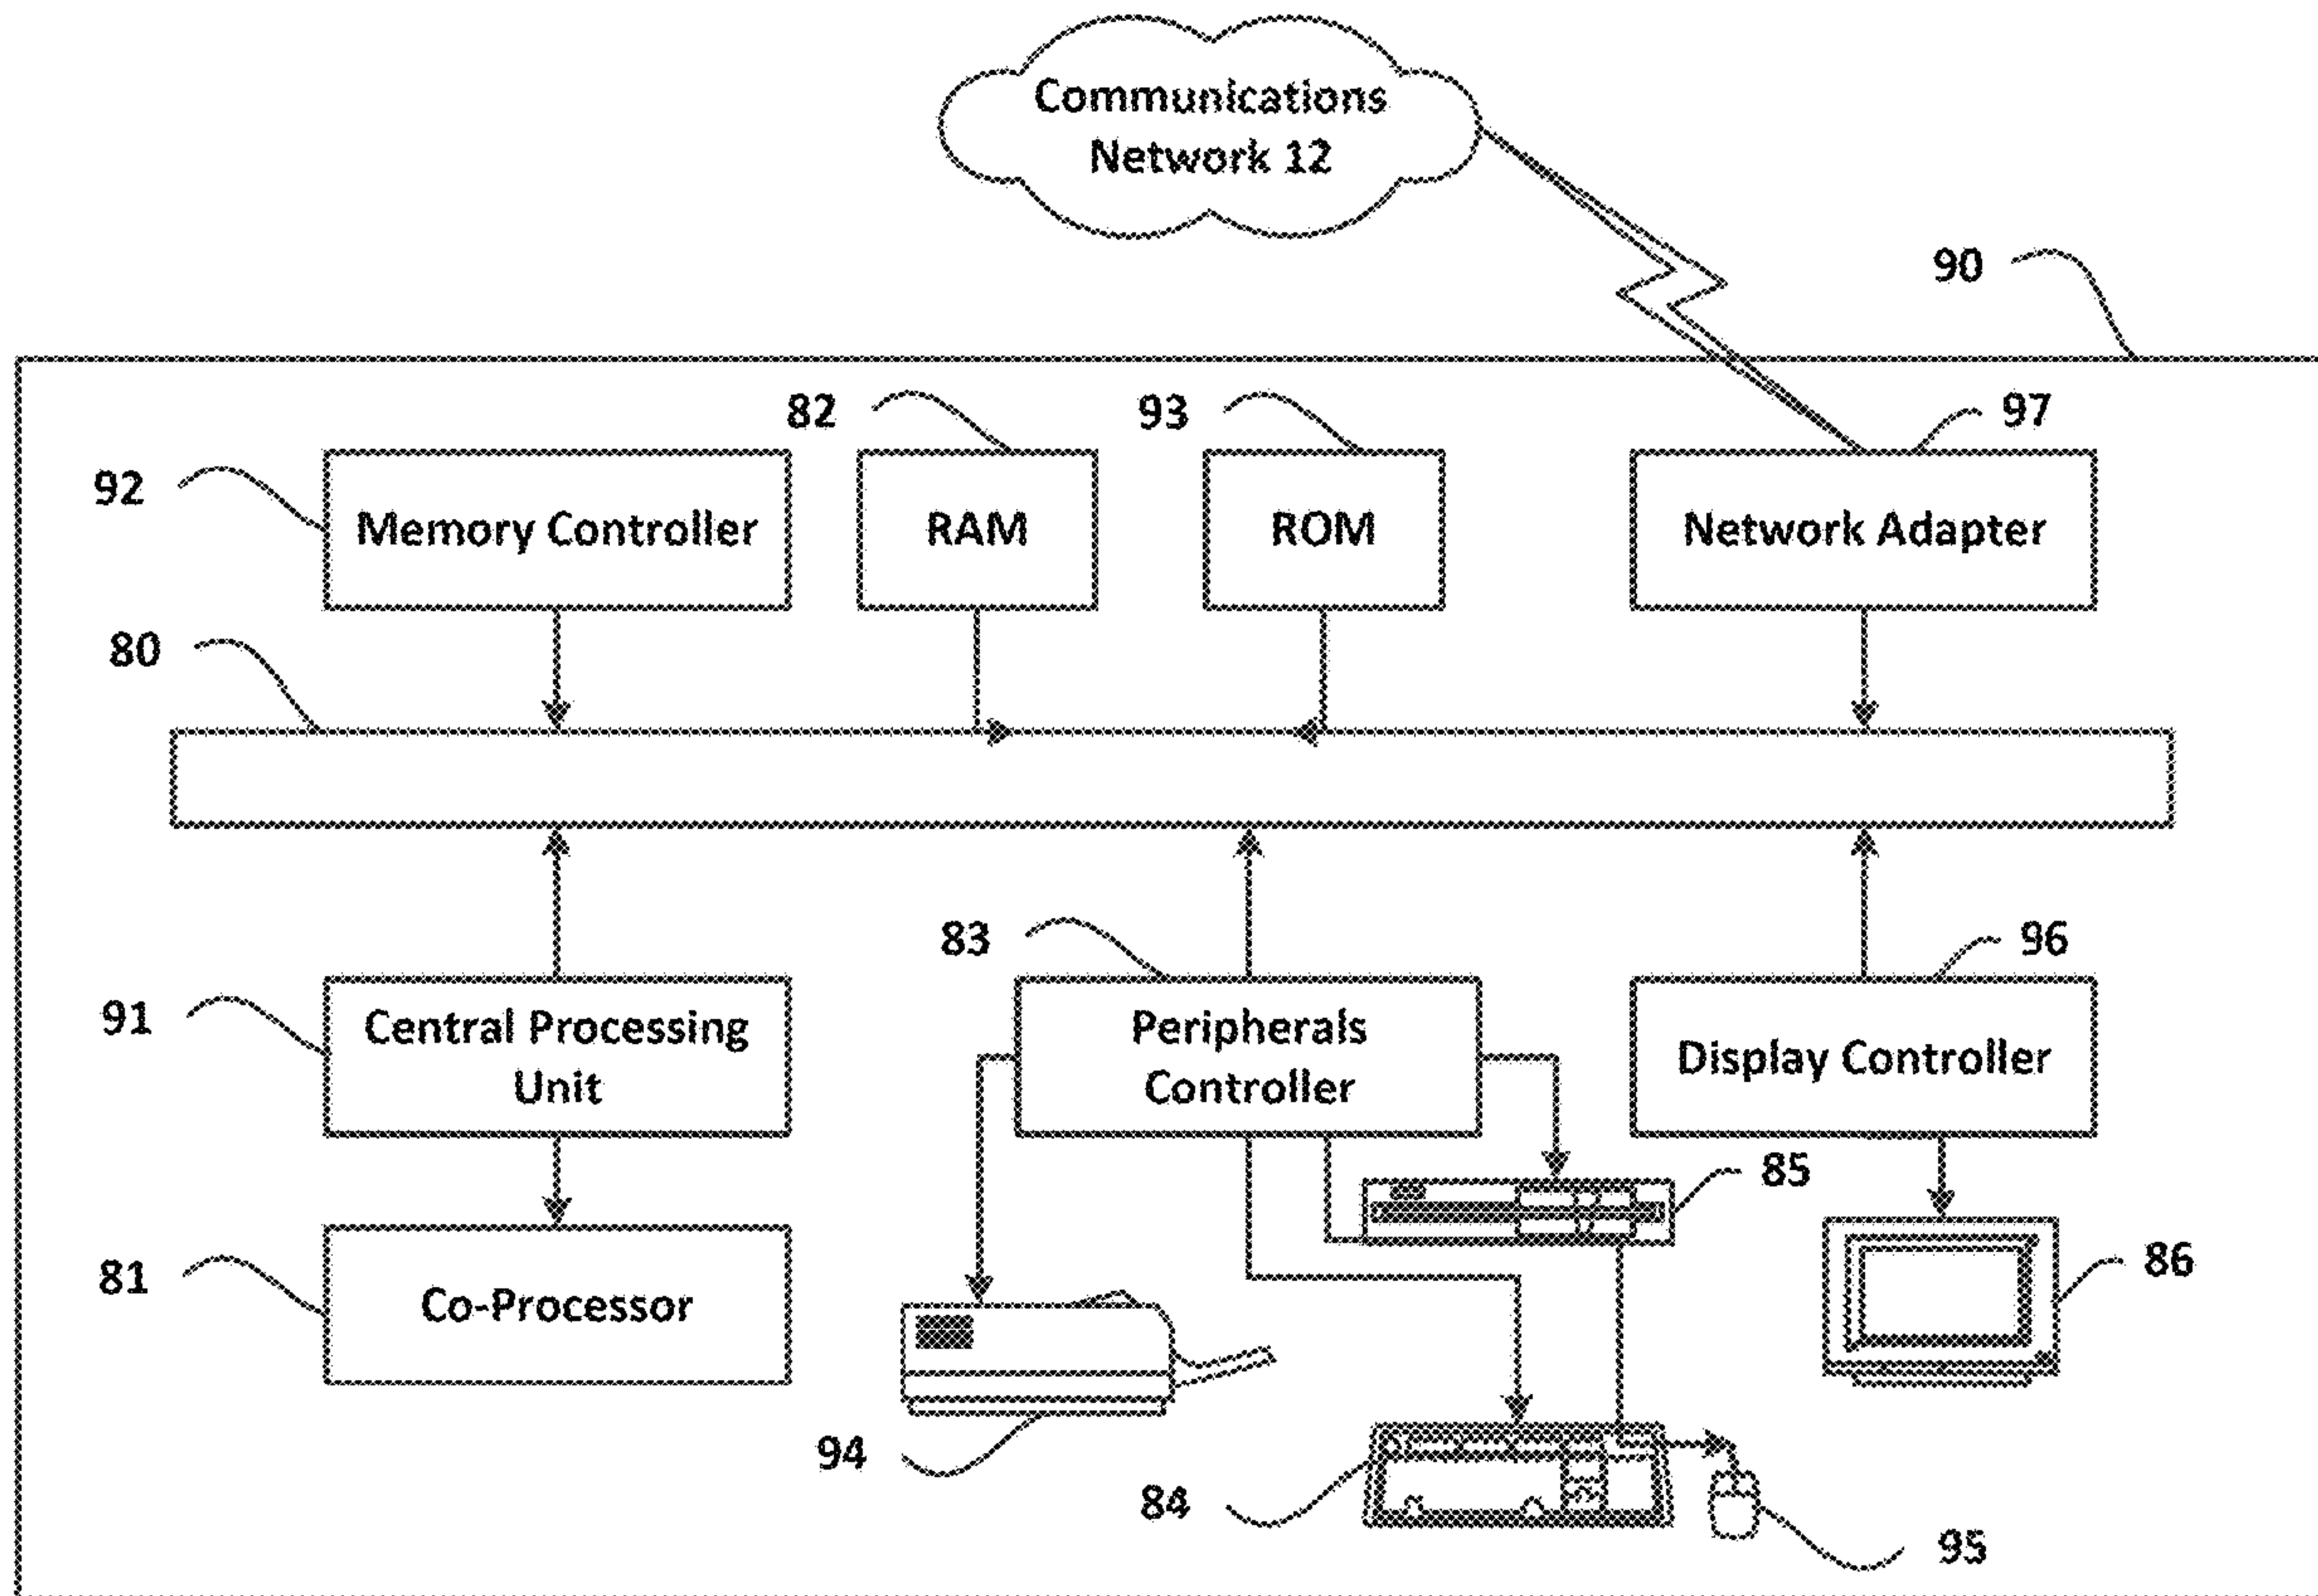 Communications
Network 12
90
82
93
97
92
Memory Controller
RAM
ROM
Network Adapter
80
83
96
91
Central Processing
Unit
Peripherals
Controller
Display Controller
85
81
Co-Processor
86
94
84
95